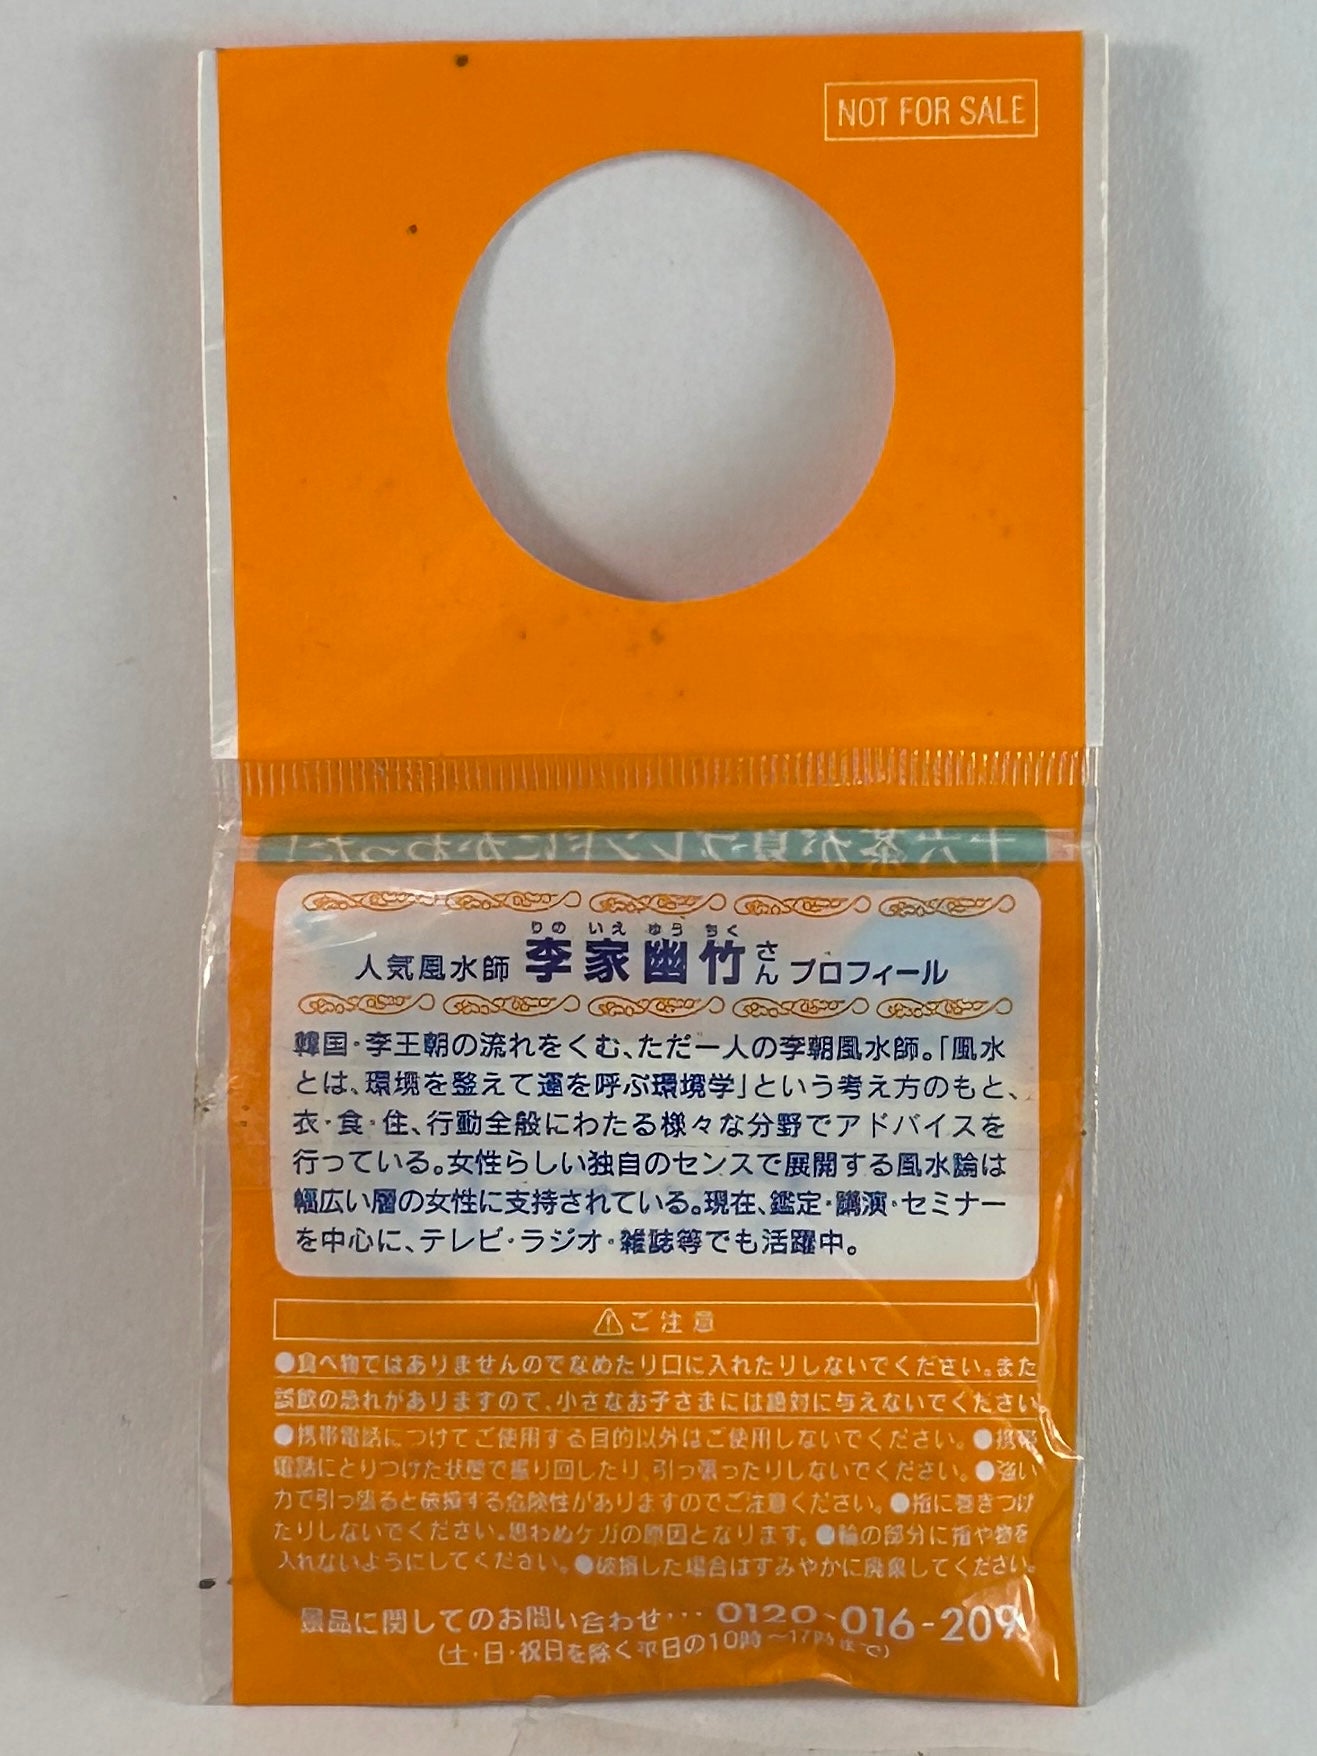 NOT FOR SALE
十六茶が夏ブレンドにかわった!
りの いえ ゆう ちく
人気風水師 李家幽竹さん プロフィール
韓国・李王朝の流れをくむ、ただ一人の李朝風水師。「風水
とは、環境を整えて運を呼ぶ環境学」という考え方のもと、
衣・食・住、行動全般にわたる様々な分野でアドバイスを
行っている。女性らしい独自のセンスで展開する風水論は
幅広い層の女性に支持されている。現在、鑑定・講演・セミナー
を中心に、テレビ・ラジオ・雑誌等でも活躍中。
⚠ご注意
●食べ物ではありませんのでなめたり口に入れたりしないでください。また
誤飲の恐れがありますので、小さなお子さまには絶対に与えないでください。
●携帯電話につけてご使用する目的以外はご使用しないでください。●携帯
電話にとりつけた状態で振り回したり、引っ張ったりしないでください。●強い
力で引っ張ると破損する危険性がありますのでご注意ください。●指に巻きつけ
たりしないでください。思わぬケガの原因となります。●輪の部分に指や物を
入れないようにしてください。●破損した場合はすみやかに廃棄してください。
景品に関してのお問い合わせ…0120-016-209
(土・日・祝日を除く平日の10時〜17時まで)